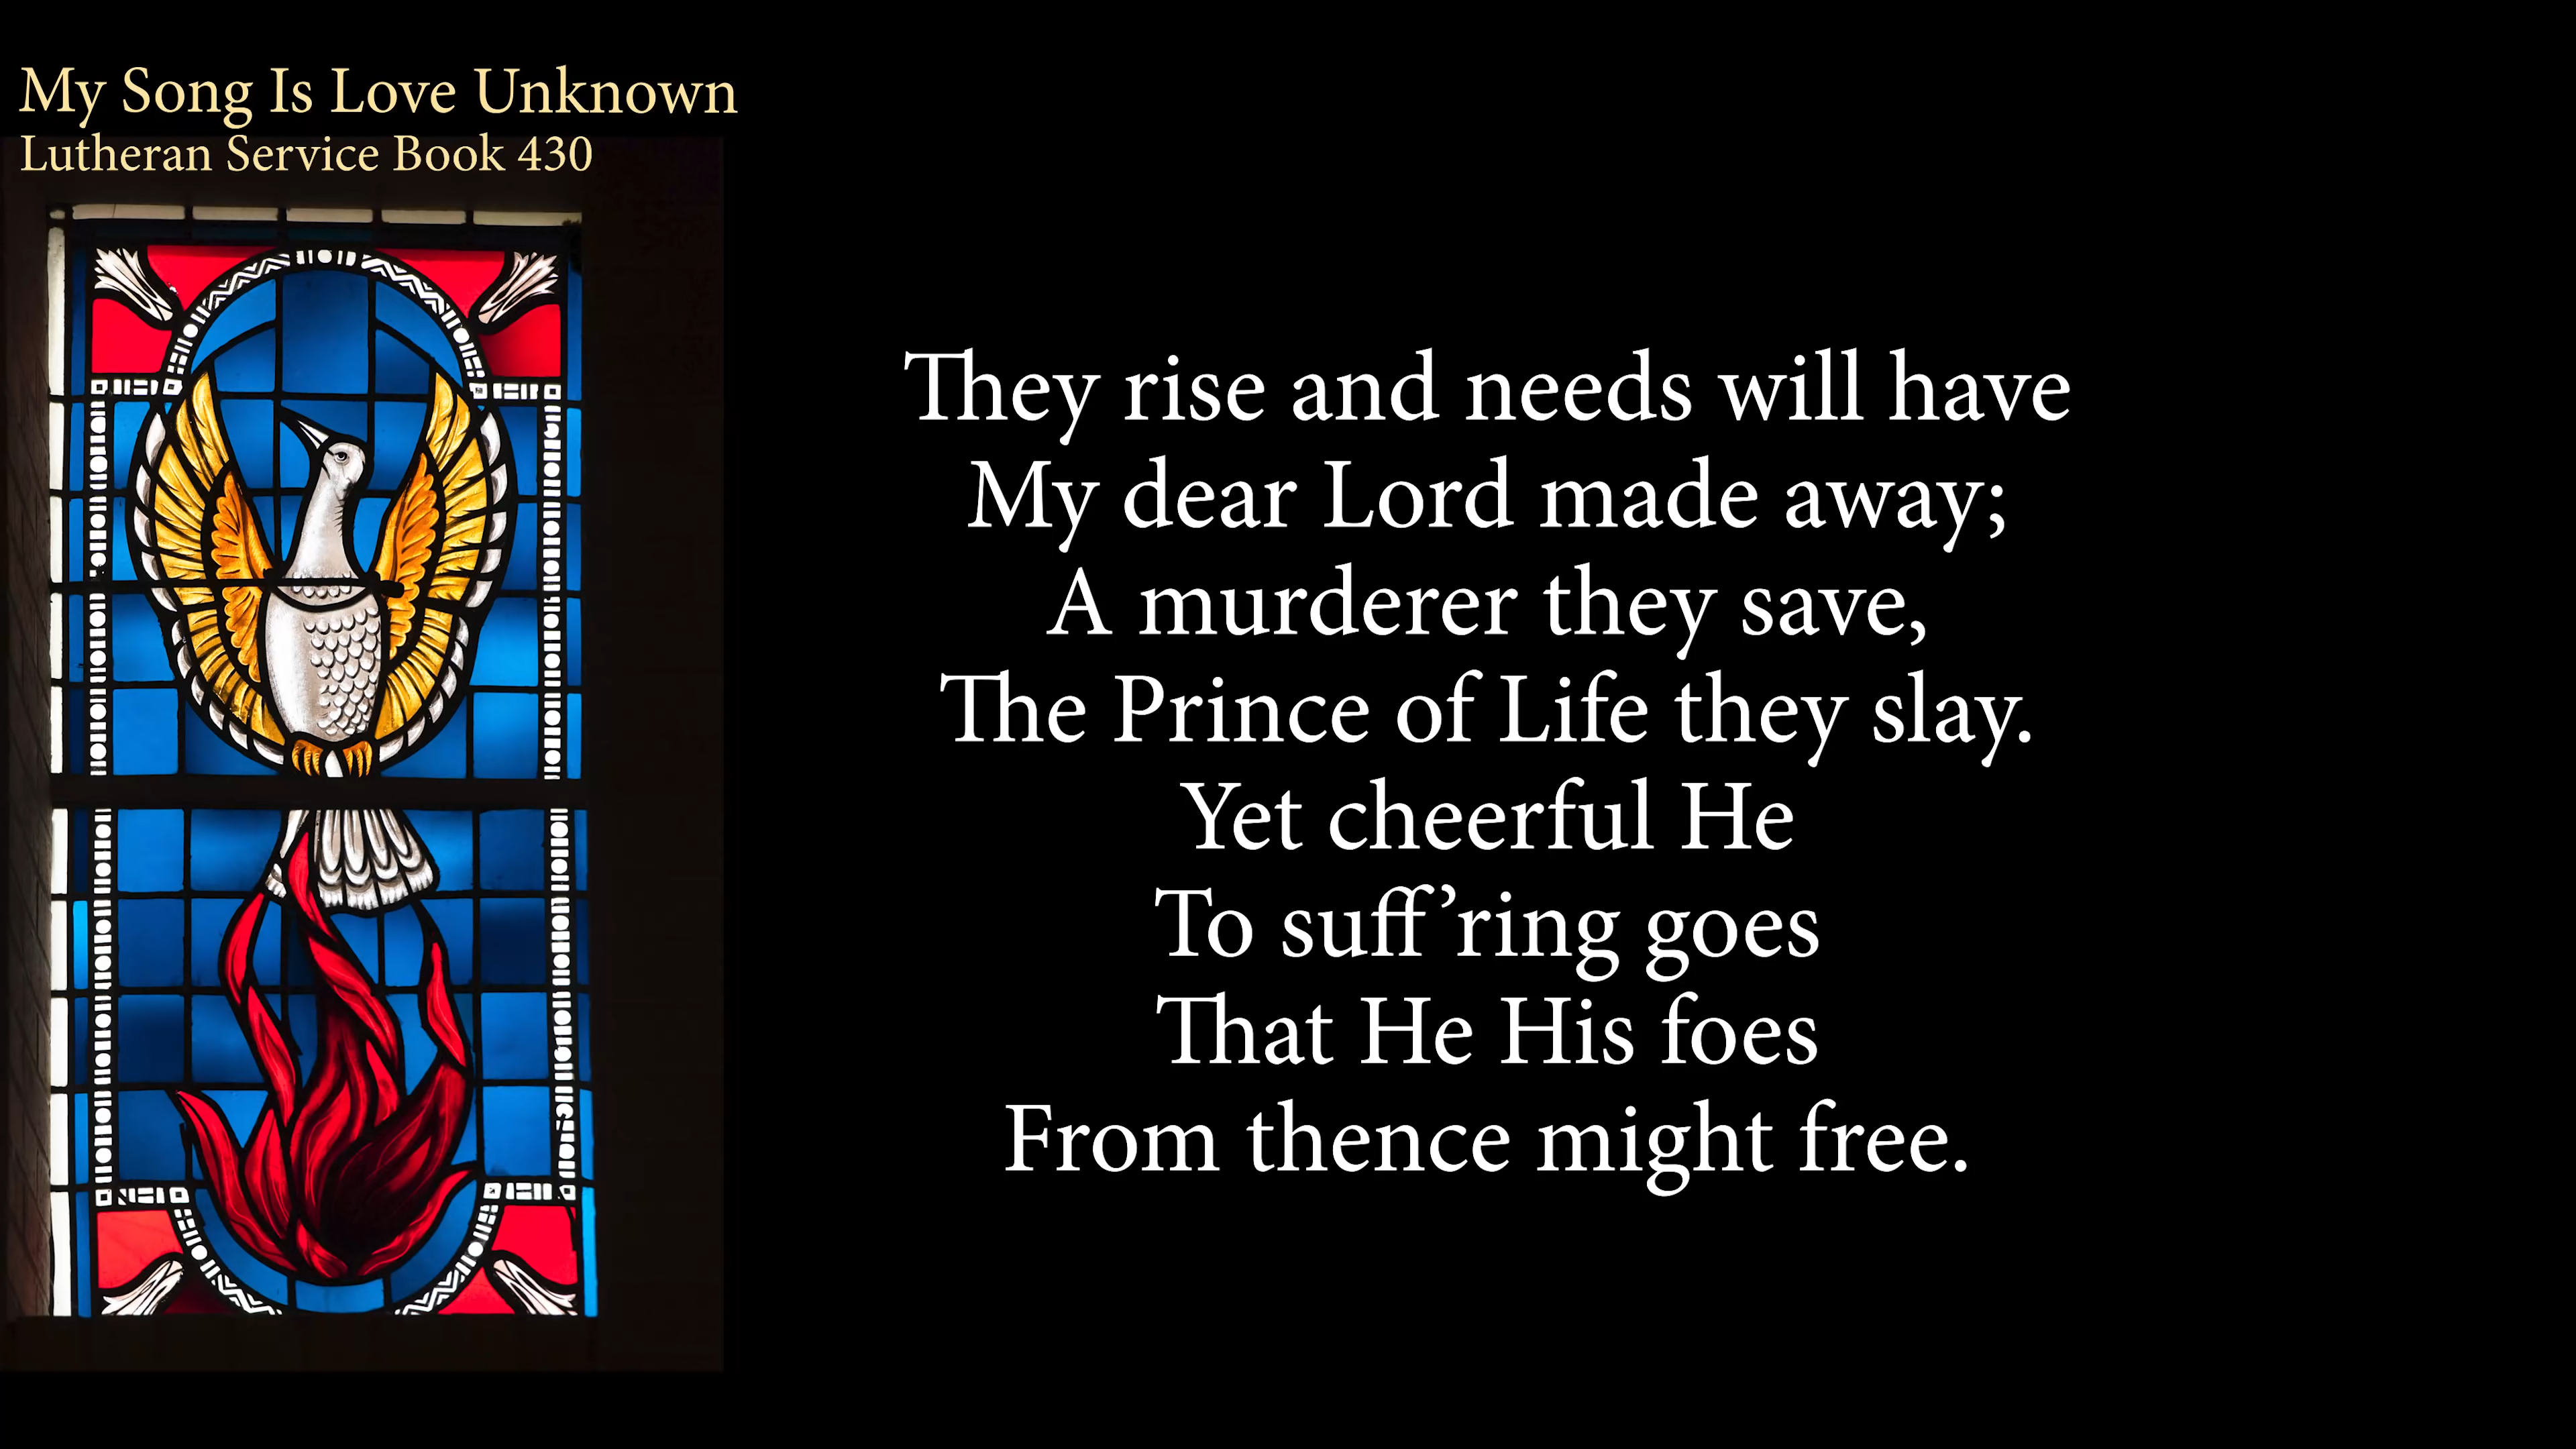 My Song Is Love Unknown
Lutheran Service Book 430
They rise and needs will have
My dear Lord made away;
A murderer they save,
The Prince of Life they slay.
Yet cheerful He
To suff’ring goes
That He His foes
From thence might free.